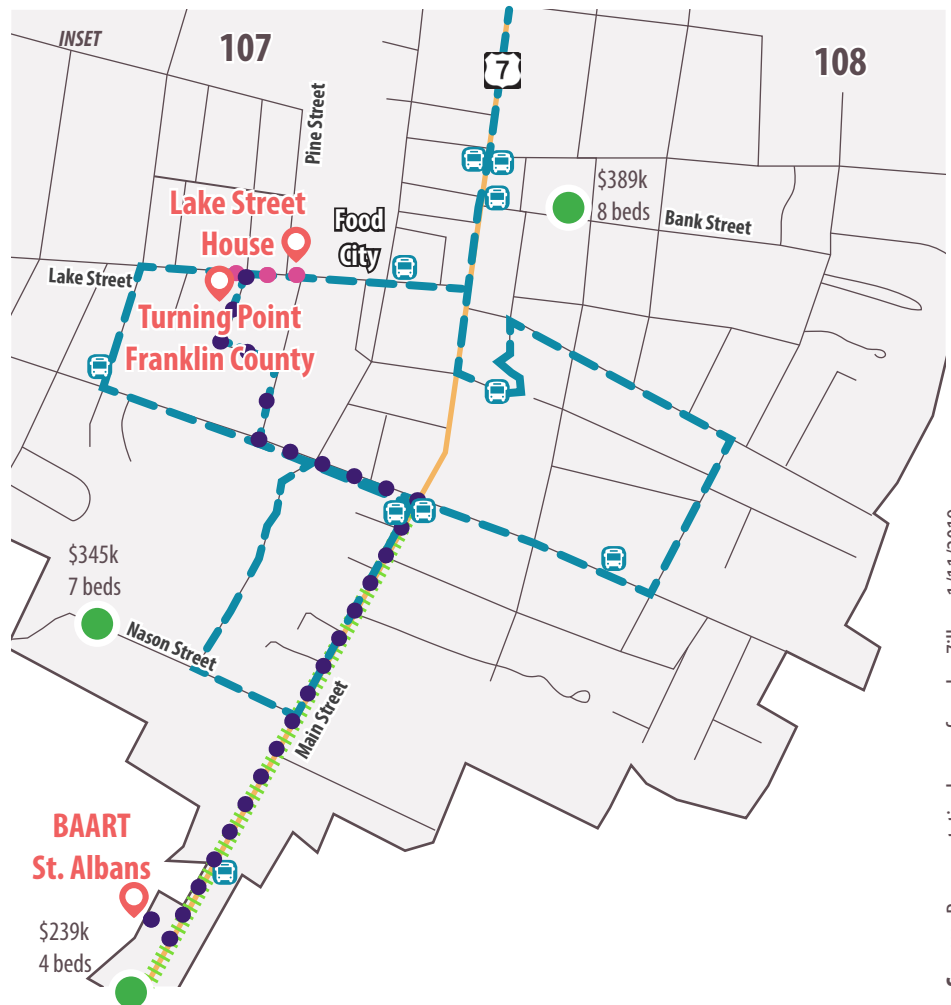 INSET
107
7
108
Pine Street
$389k
8 beds
Bank Street
Lake Street
House
Food
City
Lake Street
Turning Point
Franklin County
$345k
7 beds
Nason Street
Main Street
BAART
St. Albans
$239k
4 beds